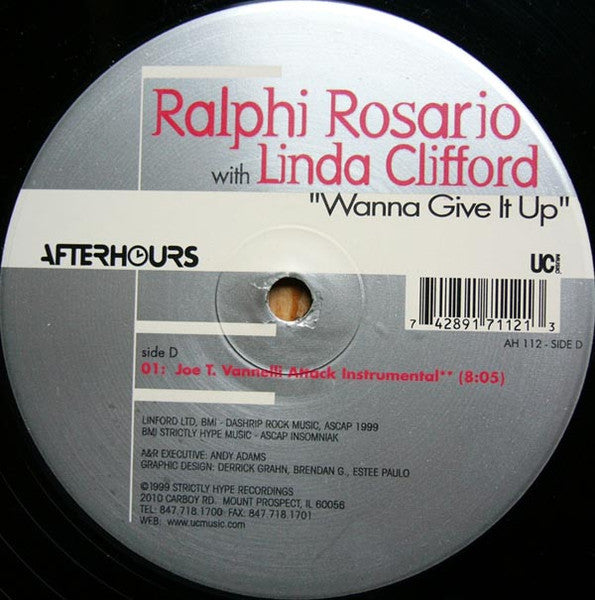 Ralphi Rosario
with Linda Clifford
"Wanna Give It Up"
AFTERHOURS
UC MUSIC
7 42891 71121 3
AH 112 - SIDE D
side D
01: Joe T. Vannelli Attack Instrumental** (8:05)
LINFORD LTD, BMI - DASHRIP ROCK MUSIC, ASCAP 1999
BMI STRICTLY HYPE MUSIC - ASCAP INSOMNIAK
A&R EXECUTIVE: ANDY ADAMS
GRAPHIC DESIGN: DERRICK GRAHN, BRENDAN G., ESTEE PAULO
©1999 STRICTLY HYPE RECORDINGS
2010 CARBOY RD. MOUNT PROSPECT, IL 60056
TEL: 847.718.1700 FAX: 847.718.1701
WEB: www.ucmusic.com